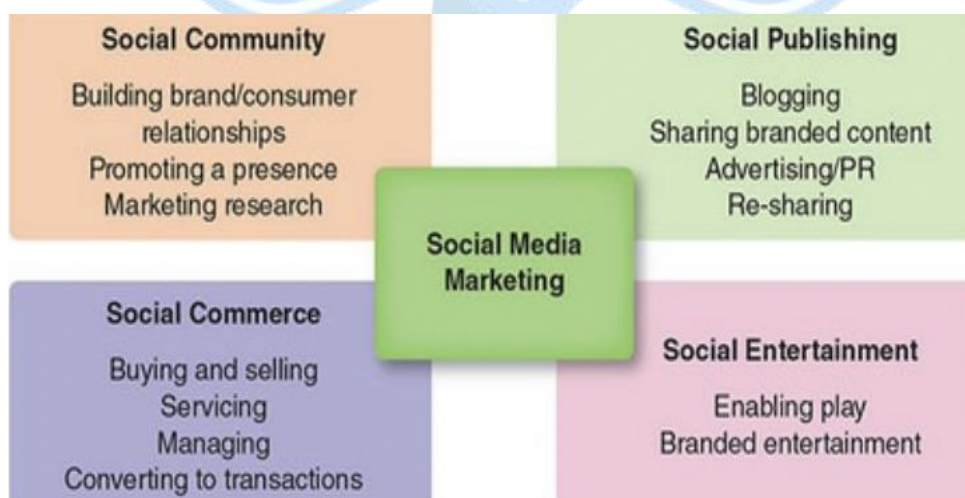 Social Community
Building brand/consumer
relationships
Promoting a presence
Marketing research
Social Publishing
Blogging
Sharing branded content
Advertising/PR
Re-sharing
Social Media
Marketing
Social Commerce
Buying and selling
Servicing
Managing
Converting to transactions
Social Entertainment
Enabling play
Branded entertainment